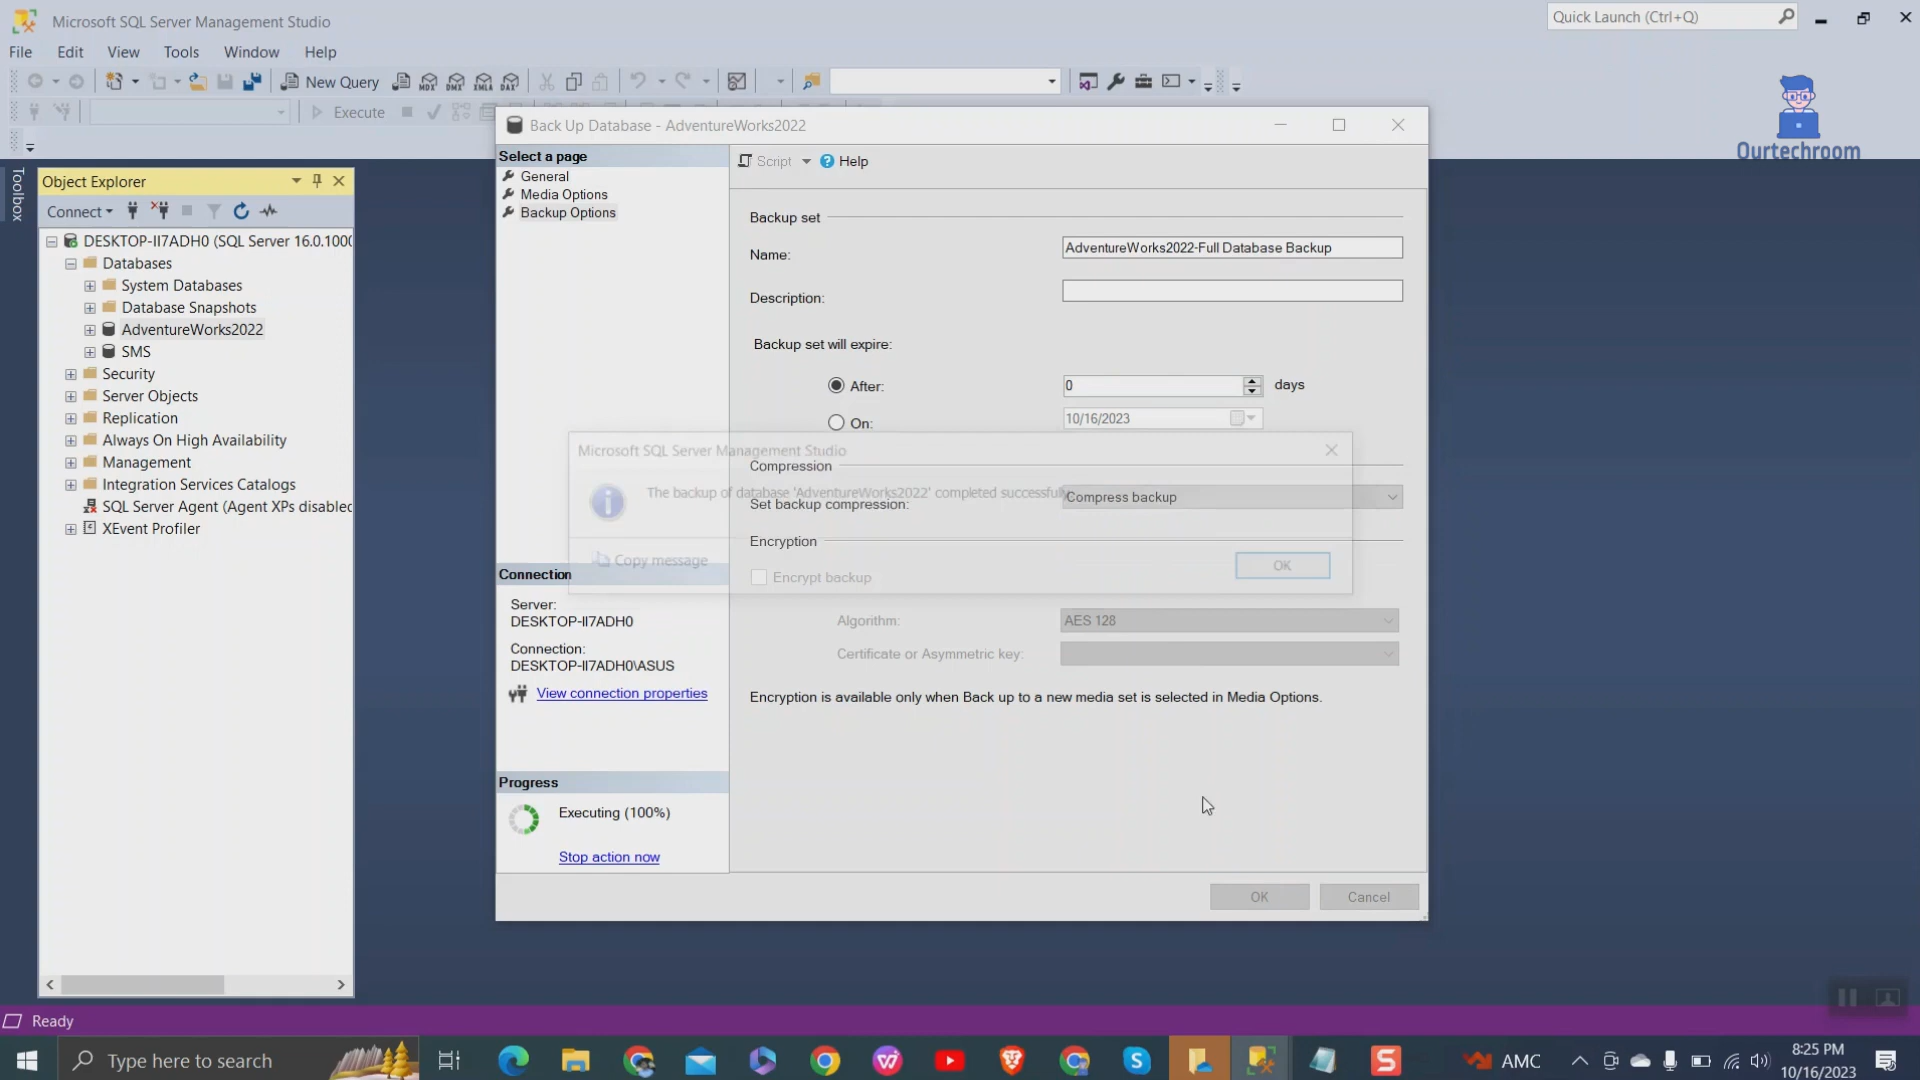 Microsoft SQL Server Management Studio
Quick Launch (Ctrl+Q)
File Edit View Tools Window Help
New Query MDX DMX XMLA DAX
Execute
Ourtechroom
Toolbox
Object Explorer
Connect
DESKTOP-II7ADH0 (SQL Server 16.0.1000
Databases
System Databases
Database Snapshots
AdventureWorks2022
SMS
Security
Server Objects
Replication
Always On High Availability
Management
Integration Services Catalogs
SQL Server Agent (Agent XPs disabled
XEvent Profiler
Back Up Database - AdventureWorks2022
Select a page
General
Media Options
Backup Options
Script Help
Backup set
Name: AdventureWorks2022-Full Database Backup
Description:
Backup set will expire:
After: 0 days
On: 10/16/2023
Microsoft SQL Server Management Studio
The backup of database 'AdventureWorks2022' completed successfully
Copy message
OK
Compression
Set backup compression: Compress backup
Encryption
Encrypt backup
Algorithm: AES 128
Certificate or Asymmetric key:
Encryption is available only when Back up to a new media set is selected in Media Options.
Connection
Server:
DESKTOP-II7ADH0
Connection:
DESKTOP-II7ADH0\ASUS
View connection properties
Progress
Executing (100%)
Stop action now
OK Cancel
Ready
Type here to search
AMC
8:25 PM
10/16/2023